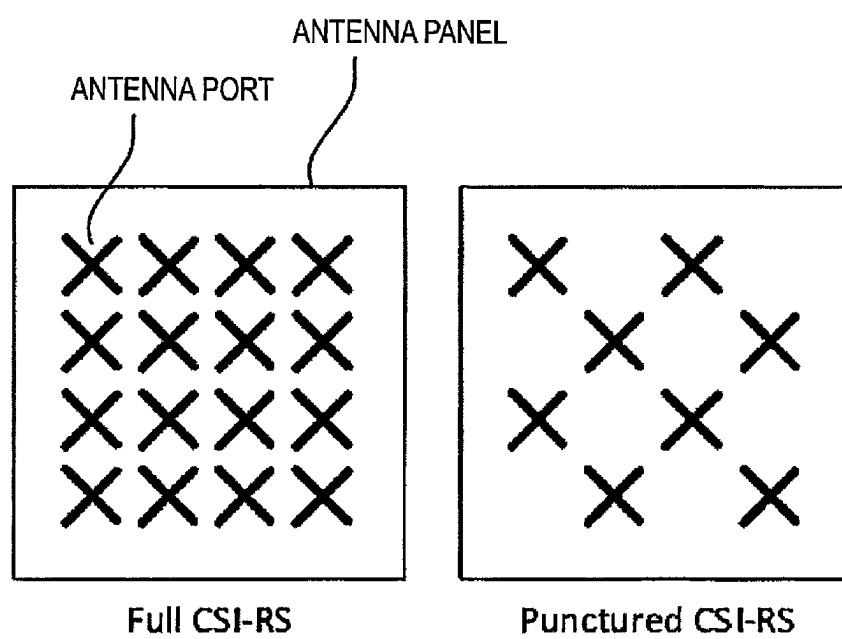 ANTENNA PANEL
ANTENNA PORT
Full CSI-RS
Punctured CSI-RS